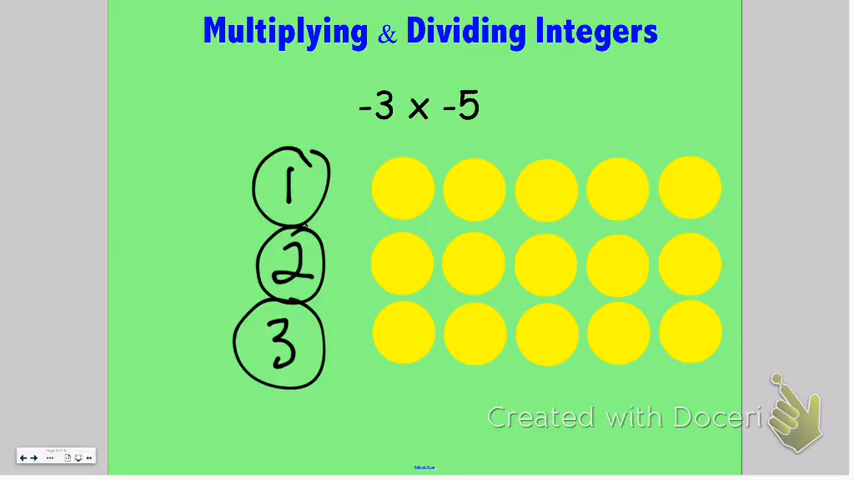 Multiplying & Dividing Integers
-3 x -5
1
2
3
Created with Doceri